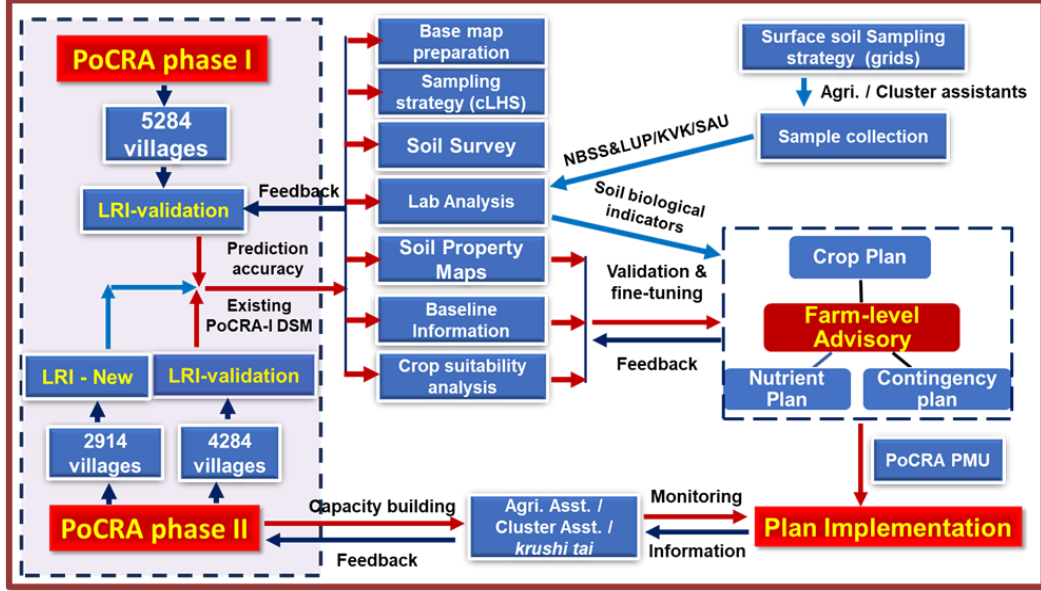 PoCRA phase I
5284
villages
LRI-validation
Feedback
Prediction
accuracy
Existing
PoCRA-I DSM
LRI - New
LRI-validation
2914
villages
4284
villages
PoCRA phase II
Base map
preparation
Sampling
strategy (cLHS)
Soil Survey
Lab Analysis
Soil Property
Maps
Baseline
Information
Crop suitability
analysis
Surface soil Sampling
strategy (grids)
Agri. / Cluster assistants
Sample collection
NBSS&LUP/KVK/SAU
Soil biological
indicators
Validation &
fine-tuning
Feedback
Crop Plan
Farm-level
Advisory
Nutrient
Plan
Contingency
plan
PoCRA PMU
Capacity building
Feedback
Agri. Asst. /
Cluster Asst. /
krushi tai
Monitoring
Information
Plan Implementation